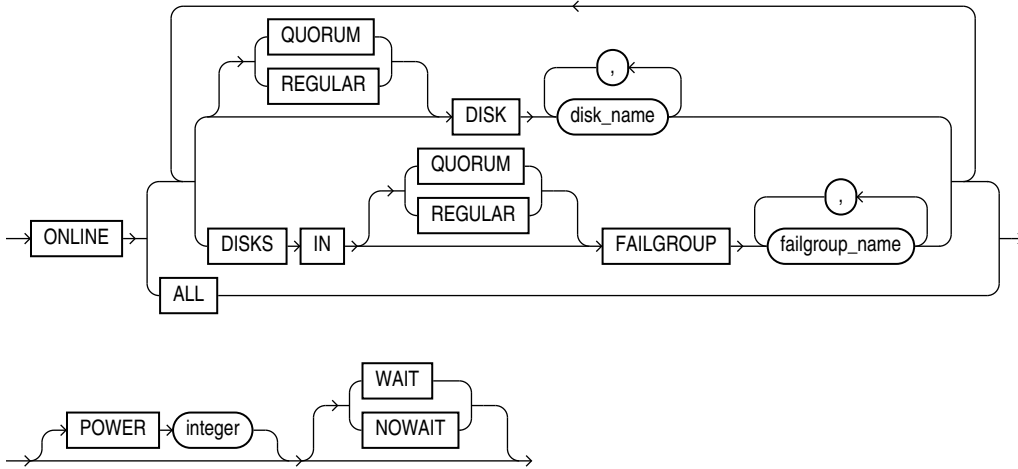 QUORUM
REGULAR
DISK
,
disk_name
QUORUM
REGULAR
,
ONLINE
DISKS IN
FAILGROUP
failgroup_name
ALL
WAIT
POWER integer
NOWAIT